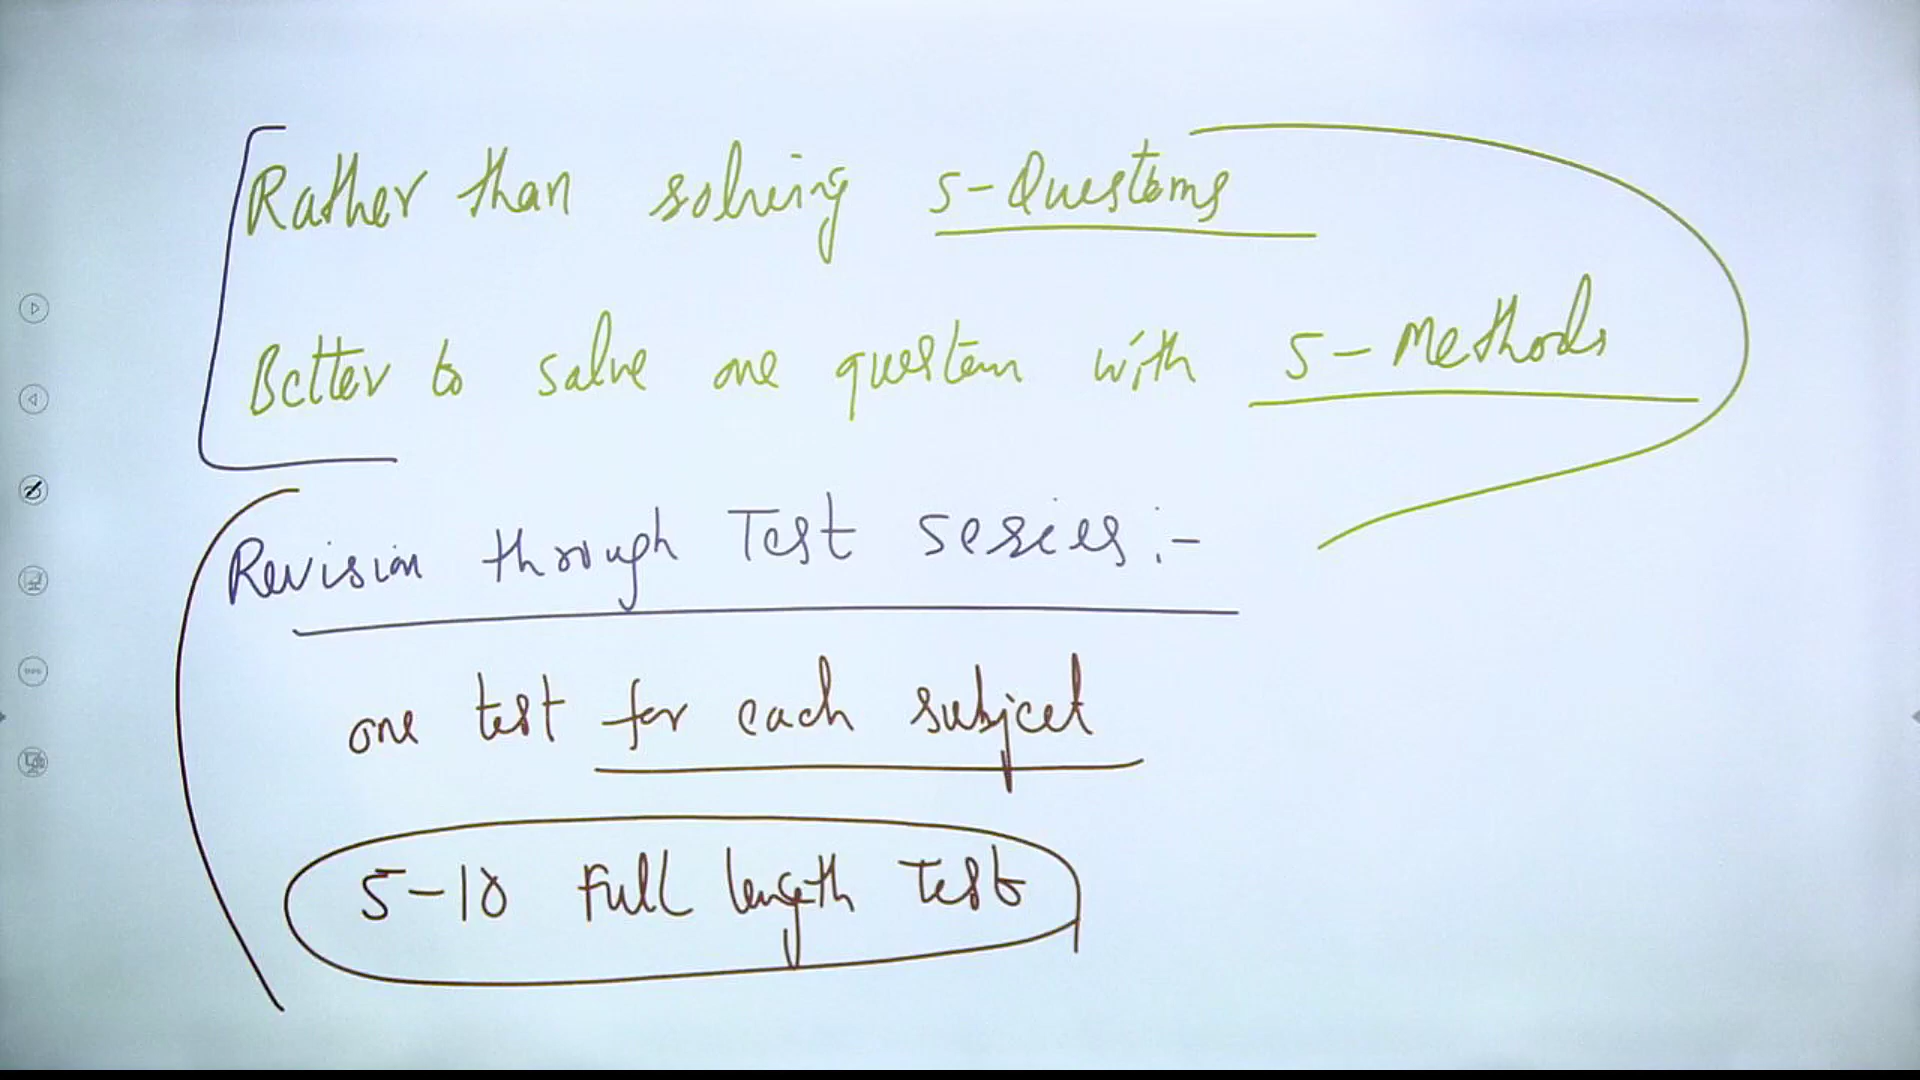 Rather than solving 5-Questions
Better to solve one question with 5-Methods
Revision through Test series:-
one test for each subject
5-10 Full length Test